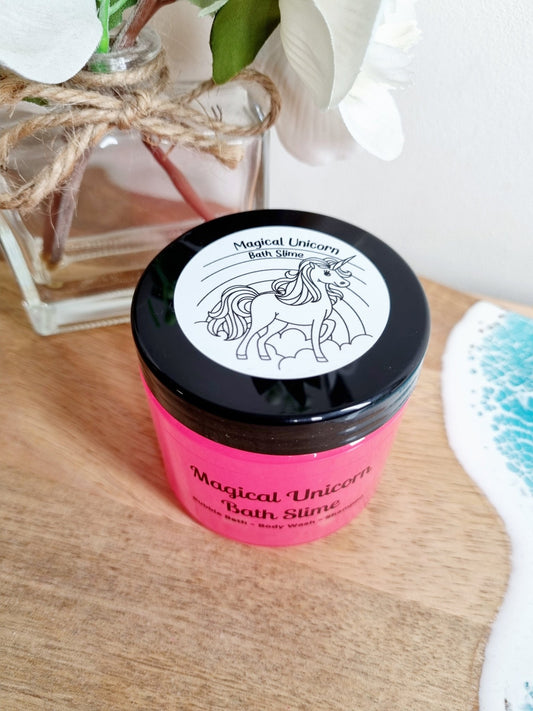 Magical Unicorn
Bath Slime
Magical Unicorn
Bath Slime
Bubble Bath - Body Wash - Shampoo